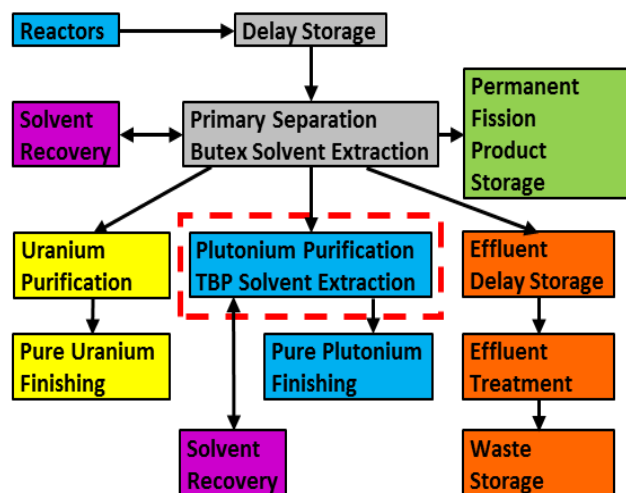 Reactors
Delay Storage
Solvent
Recovery
Primary Separation
Butex Solvent Extraction
Permanent
Fission
Product
Storage
Uranium
Purification
Plutonium Purification
TBP Solvent Extraction
Effluent
Delay Storage
Pure Uranium
Finishing
Pure Plutonium
Finishing
Effluent
Treatment
Solvent
Recovery
Waste
Storage